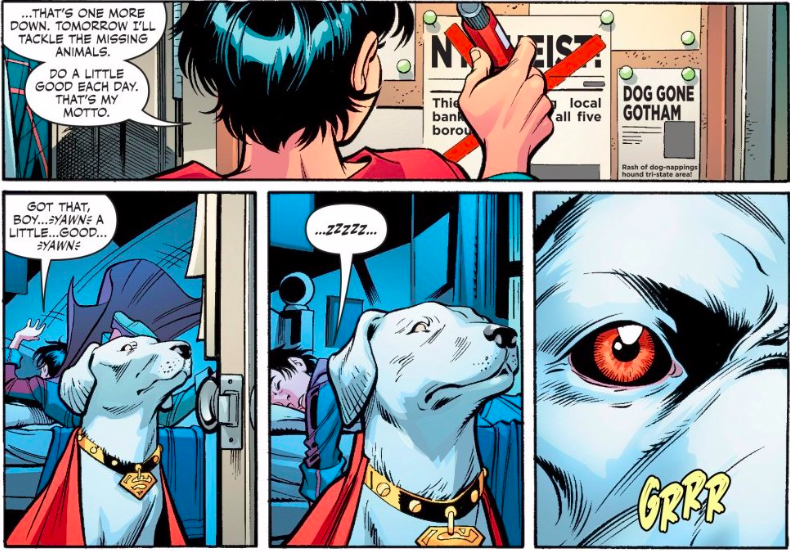 ...THAT'S ONE MORE
DOWN. TOMORROW I'LL
TACKLE THE MISSING
ANIMALS.
DO A LITTLE
GOOD EACH DAY.
THAT'S MY
MOTTO.
N EIST!
Thie local
bank all five
borou
DOG GONE
GOTHAM
Rash of dog-nappings
hound tri-state area!
GOT THAT,
BOY...YAWN A
LITTLE...GOOD...
YAWN
...ZZZZZ...
GRRR